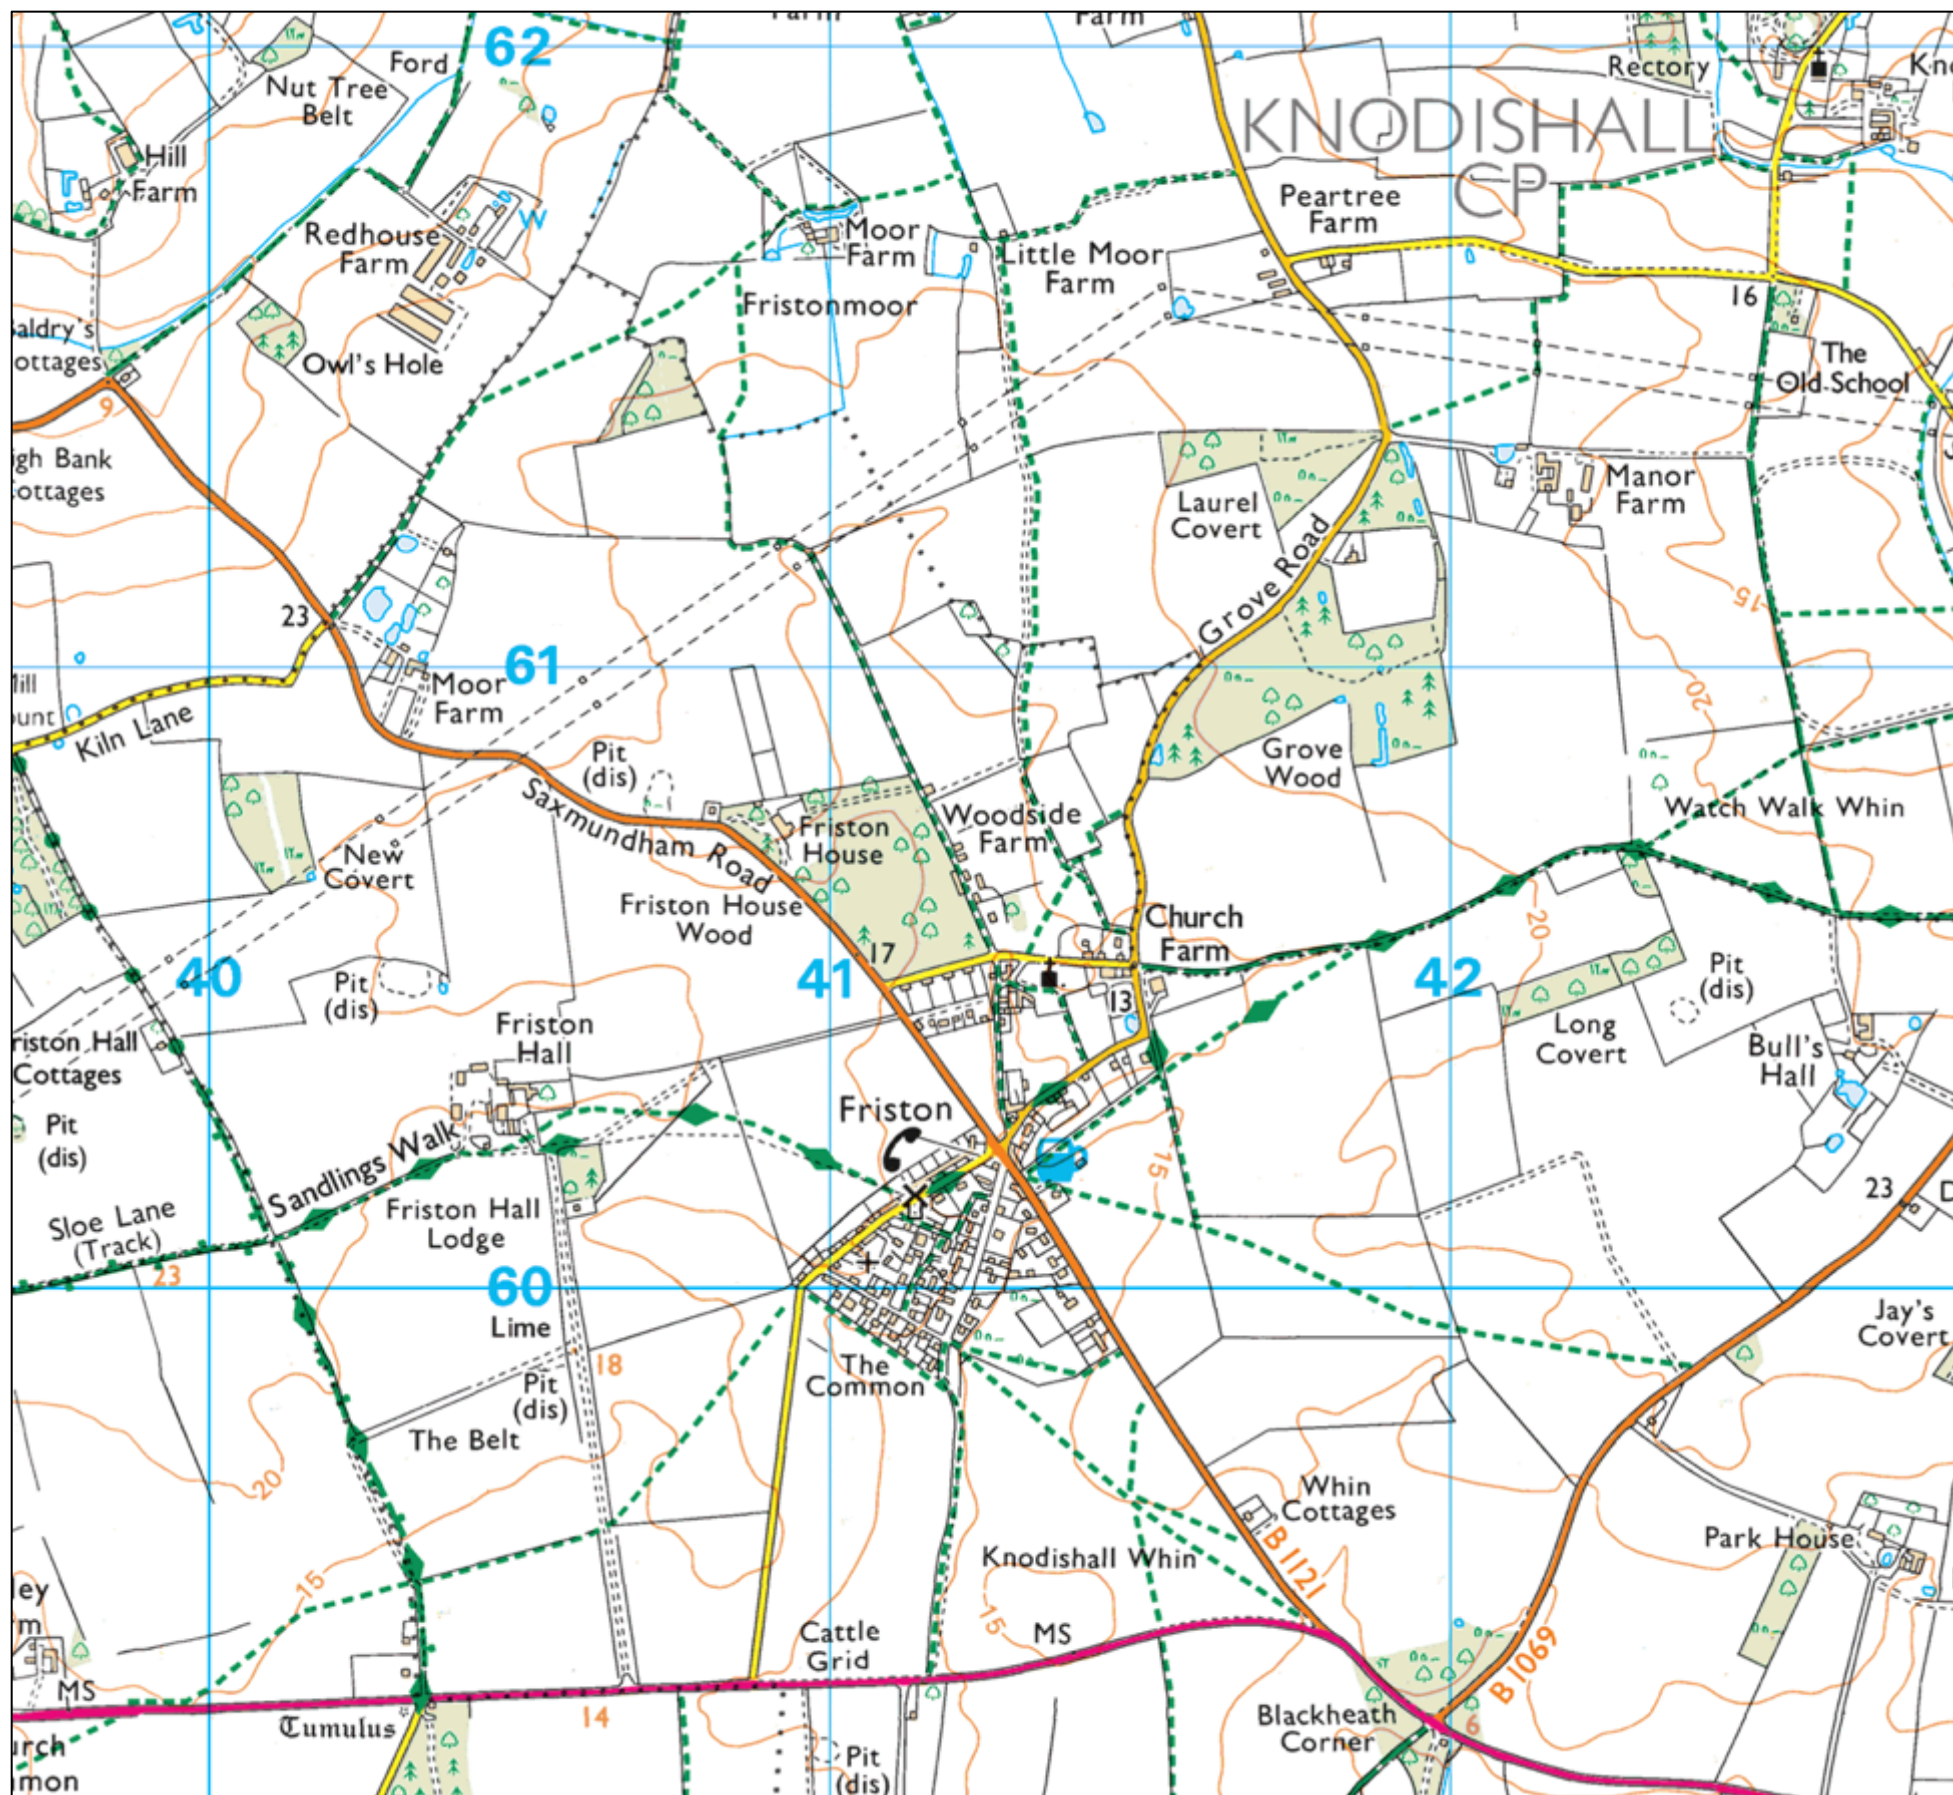 62
Ford
Farm
Rectory
Nut Tree
Belt
KNODISHALL
CP
Hill
Farm
Peartree
Farm
W
Redhouse
Farm
Moor
Farm
Little Moor
Farm
Fristonmoor
16
Owl's Hole
The
Old School
9
Laurel
Covert
Manor
Farm
Grove Road
15
23
61
Moor
Farm
20
Kiln Lane
Pit
(dis)
Grove
Wood
Saxmundham Road
Friston
House
Woodside
Farm
Watch Walk Whin
New
Covert
Friston House
Wood
Church
Farm
20
17
40
41
42
Pit
(dis)
13
Pit
(dis)
Friston
Hall
Long
Covert
Bull's
Hall
Cottages
Pit
(dis)
Friston
Sandlings Walk
15
23
Friston Hall
Lodge
Sloe Lane
(Track)
23
60
Lime
Jay's
Covert
18
The
Common
Pit
(dis)
The Belt
20
Whin
Cottages
B1121
Park House
Knodishall Whin
15
15
Cattle
Grid
MS
B1069
MS
Tumulus
14
Blackheath
Corner
6
Pit
(dis)